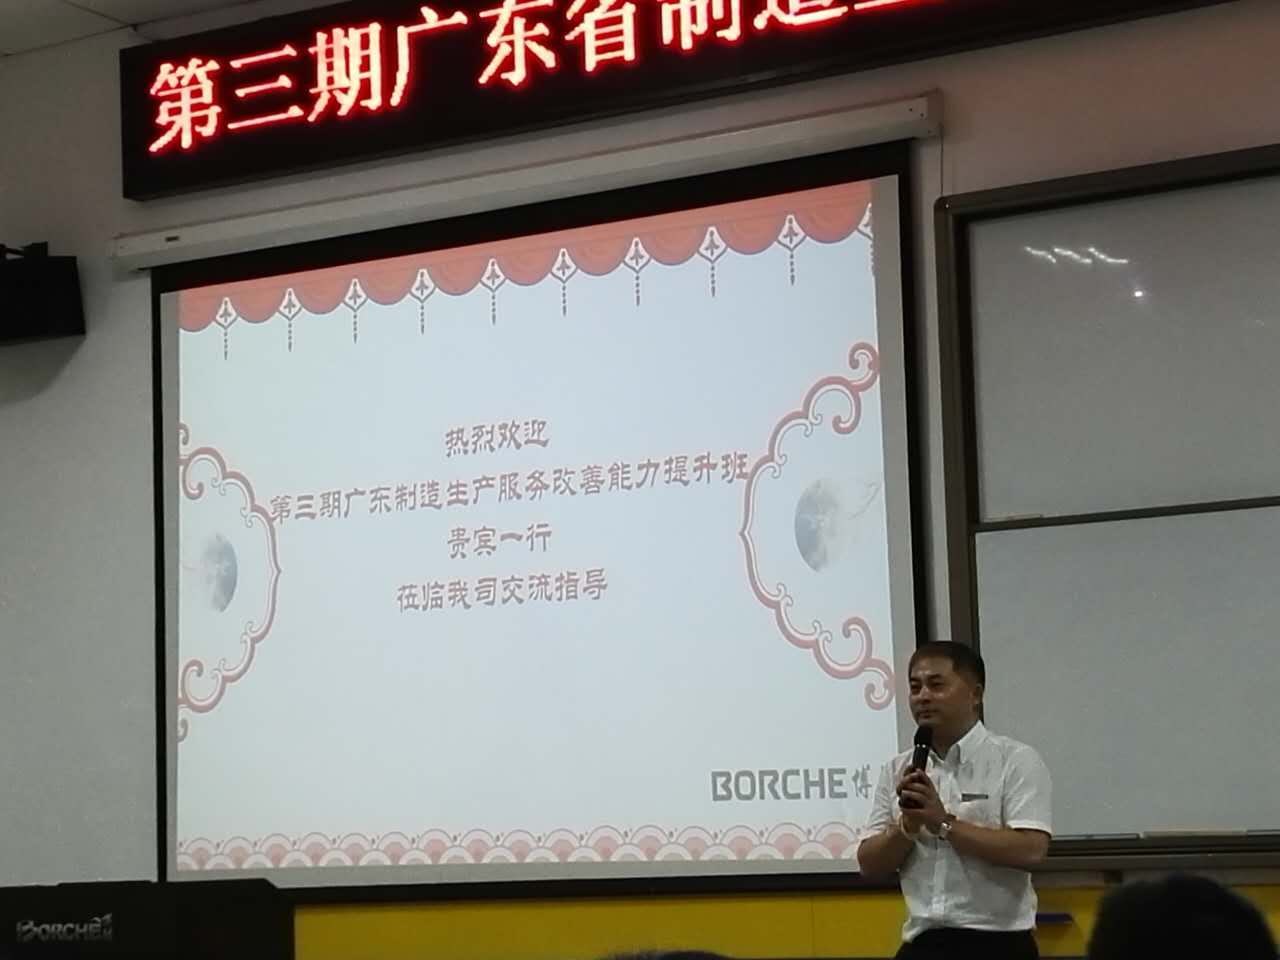 第三期广东省制造
热烈欢迎
第三期广东制造生产服务改善能力提升班
贵宾一行
莅临我司交流指导
BORCHE 博
BORCHE